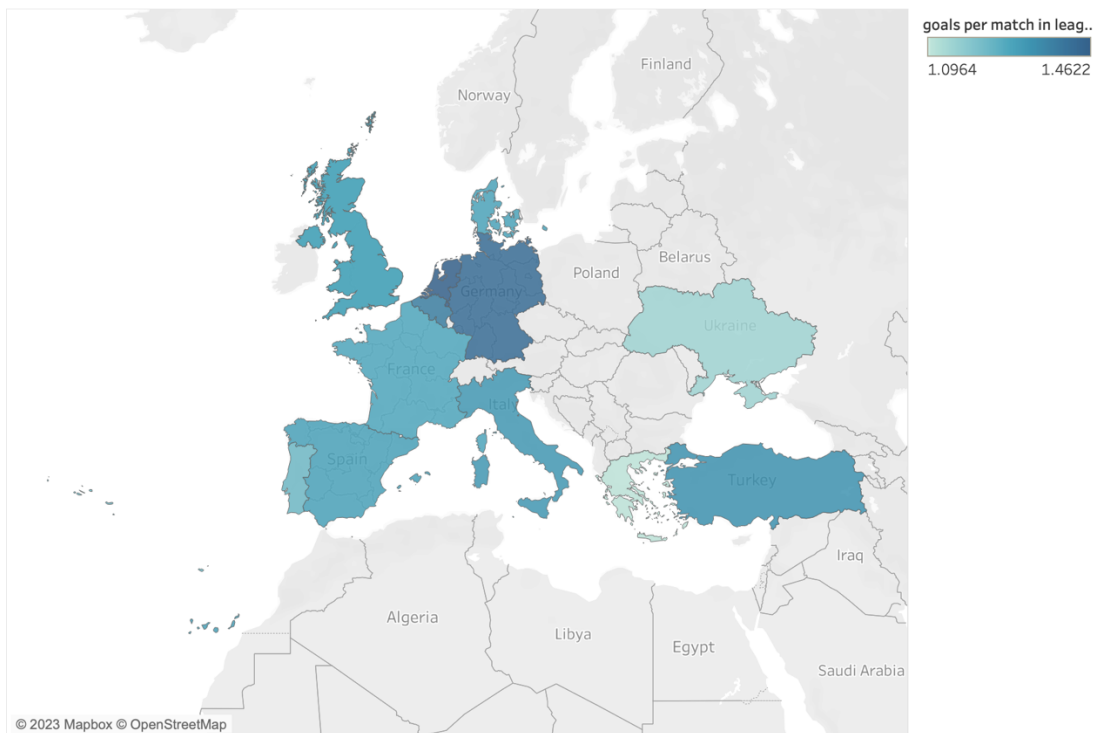 goals per match in leag..
1.0964 1.4622
Finland
Norway
Belarus
Poland
Germany
Ukraine
France
Italy
Spain
Turkey
Iraq
Algeria
Libya
Egypt
Saudi Arabia
© 2023 Mapbox © OpenStreetMap